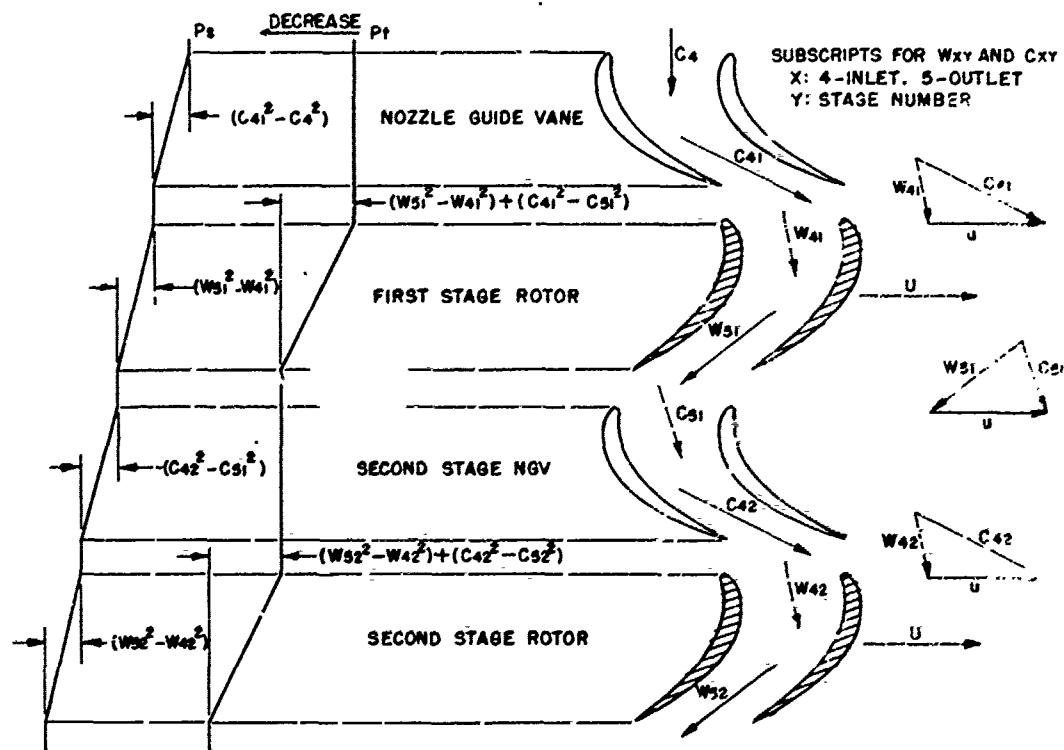 Ps
DECREASE
Pt
C4
SUBSCRIPTS FOR Wxy AND Cxy
X: 4-INLET, 5-OUTLET
Y: STAGE NUMBER
(C41²-C4²)
NOZZLE GUIDE VANE
C41
W41
C41
u
(W51²-W41²)+(C41²-C51²)
W41
(W51²-W41²)
FIRST STAGE ROTOR
U
W51
W51
C51
u
C51
(C42²-C51²)
SECOND STAGE NGV
C42
W42
C42
u
(W52²-W42²)+(C42²-C52²)
W42
(W52²-W42²)
SECOND STAGE ROTOR
U
W52